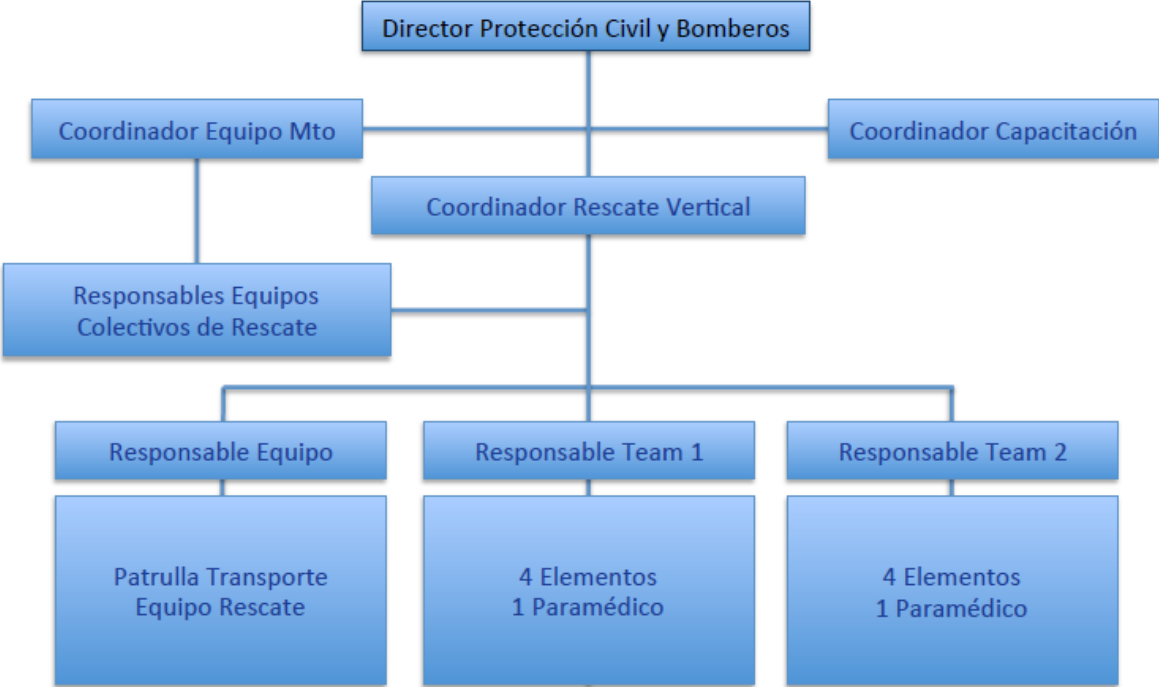 Director Protección Civil y Bomberos
Coordinador Equipo Mto
Coordinador Capacitación
Coordinador Rescate Vertical
Responsables Equipos
Colectivos de Rescate
Responsable Equipo
Responsable Team 1
Responsable Team 2
Patrulla Transporte
Equipo Rescate
4 Elementos
1 Paramédico
4 Elementos
1 Paramédico